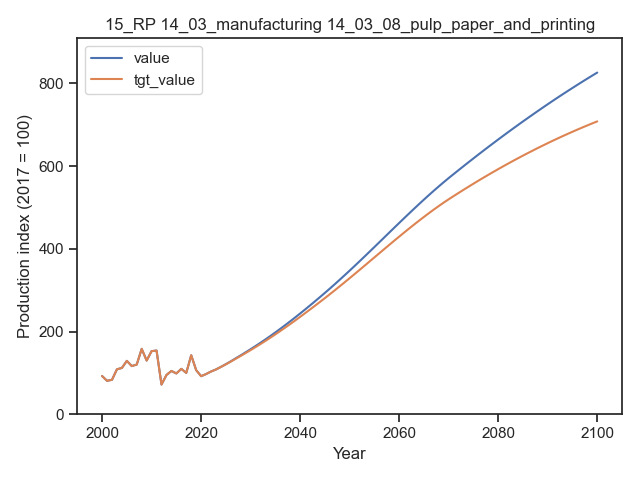 15_RP 14_03_manufacturing 14_03_08_pulp_paper_and_printing
value
tgt_value
Production index (2017 = 100)
800
600
400
200
0
2000 2020 2040 2060 2080 2100
Year